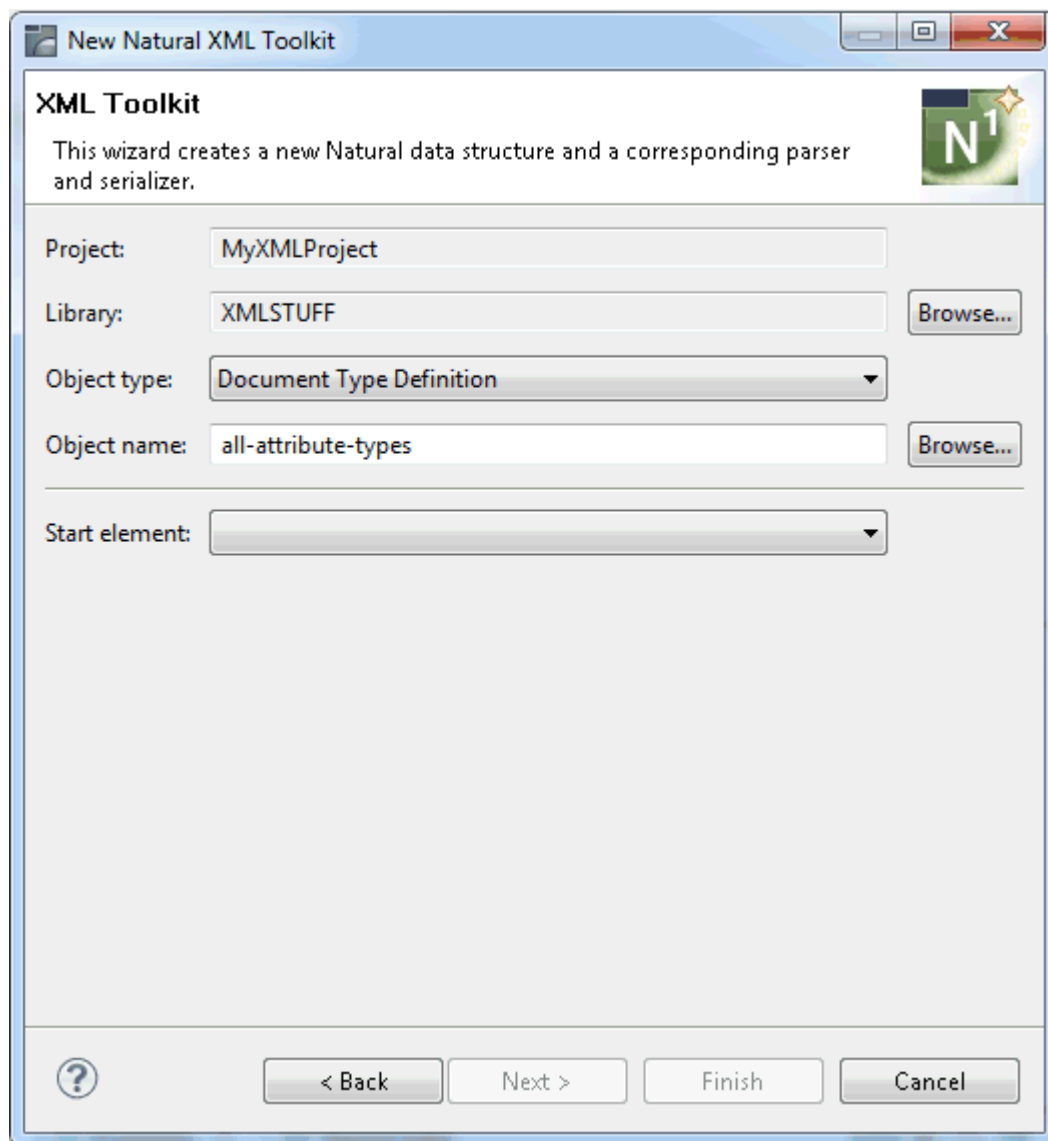 New Natural XML Toolkit
XML Toolkit
This wizard creates a new Natural data structure and a corresponding parser
and serializer.
N1
Project: MyXMLProject
Library: XMLSTUFF Browse...
Object type: Document Type Definition
Object name: all-attribute-types Browse...
Start element:
? < Back Next > Finish Cancel